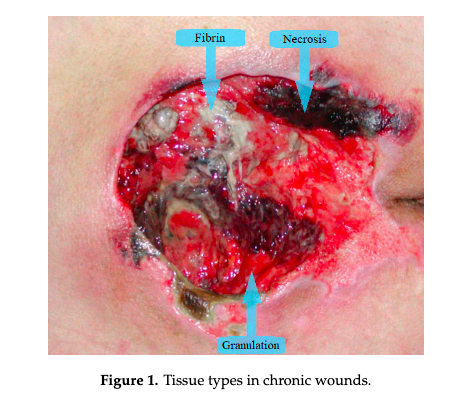 Fibrin
Necrosis
Granulation
Figure 1. Tissue types in chronic wounds.